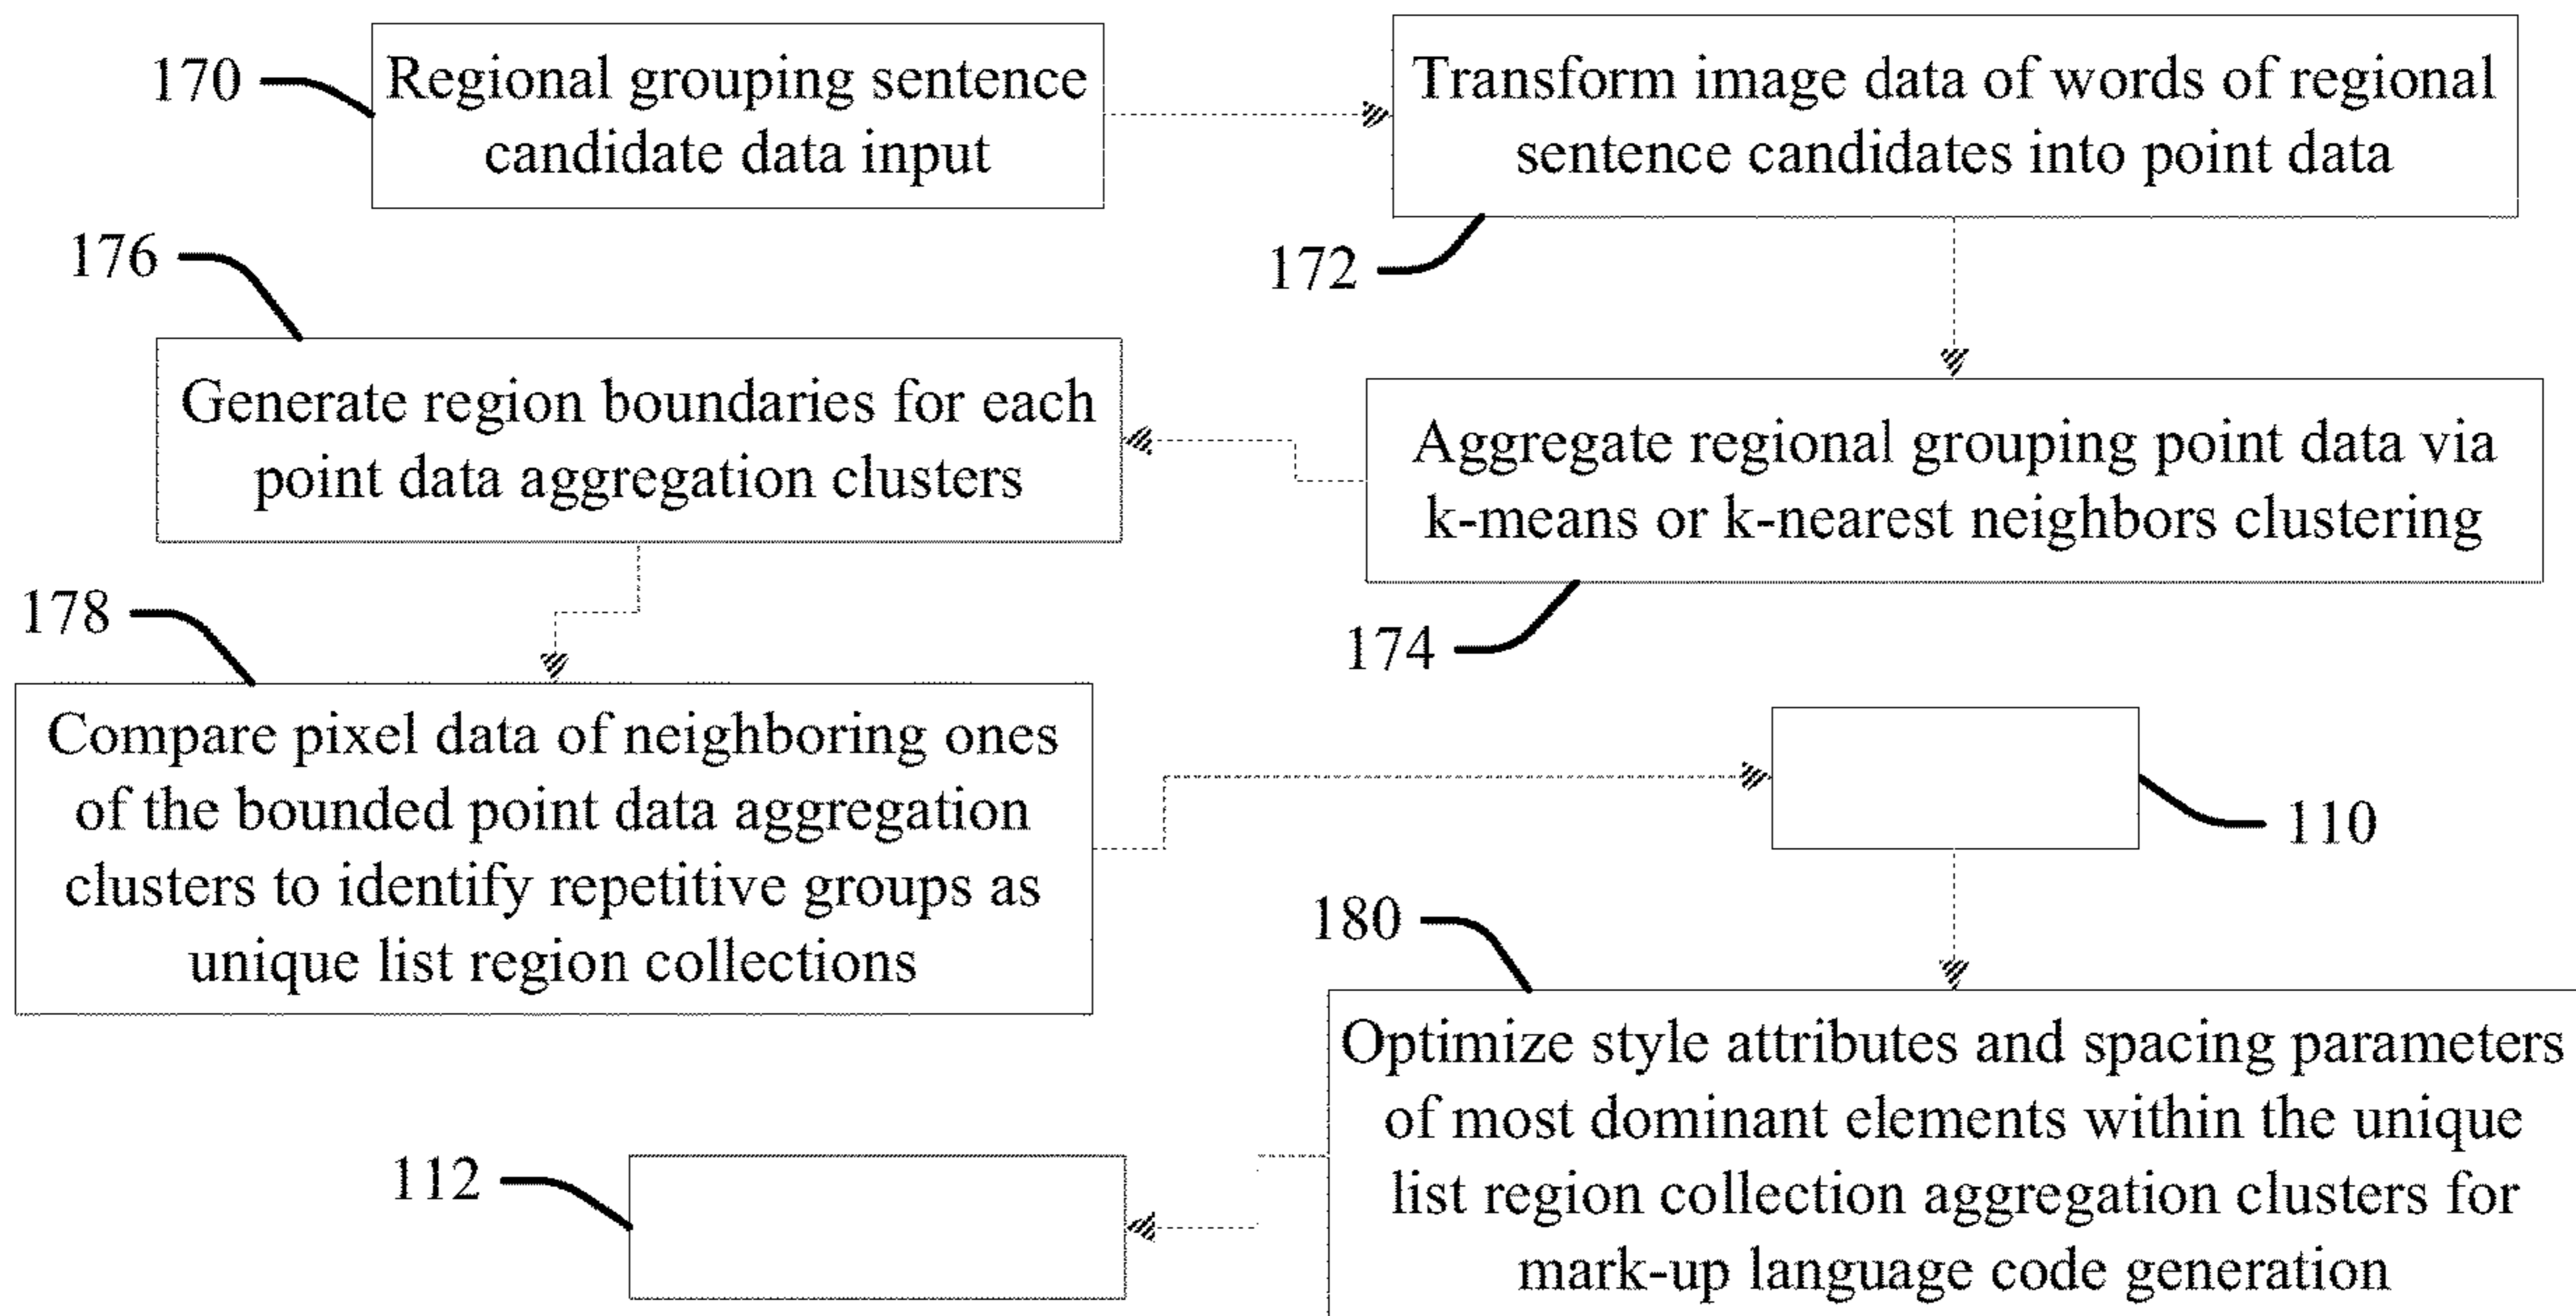 170
Regional grouping sentence
candidate data input
Transform image data of words of regional
sentence candidates into point data
172
176
Generate region boundaries for each
point data aggregation clusters
Aggregate regional grouping point data via
k-means or k-nearest neighbors clustering
174
178
Compare pixel data of neighboring ones
of the bounded point data aggregation
clusters to identify repetitive groups as
unique list region collections
110
180
Optimize style attributes and spacing parameters
of most dominant elements within the unique
list region collection aggregation clusters for
mark-up language code generation
112